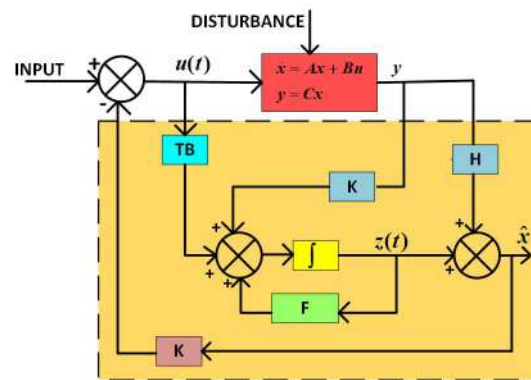 DISTURBANCE
INPUT
+
-
u(t)
ẋ = Ax + Bu
y = Cx
y
TB
K
H
+
+
+
∫
z(t)
+
+
x̂
F
K